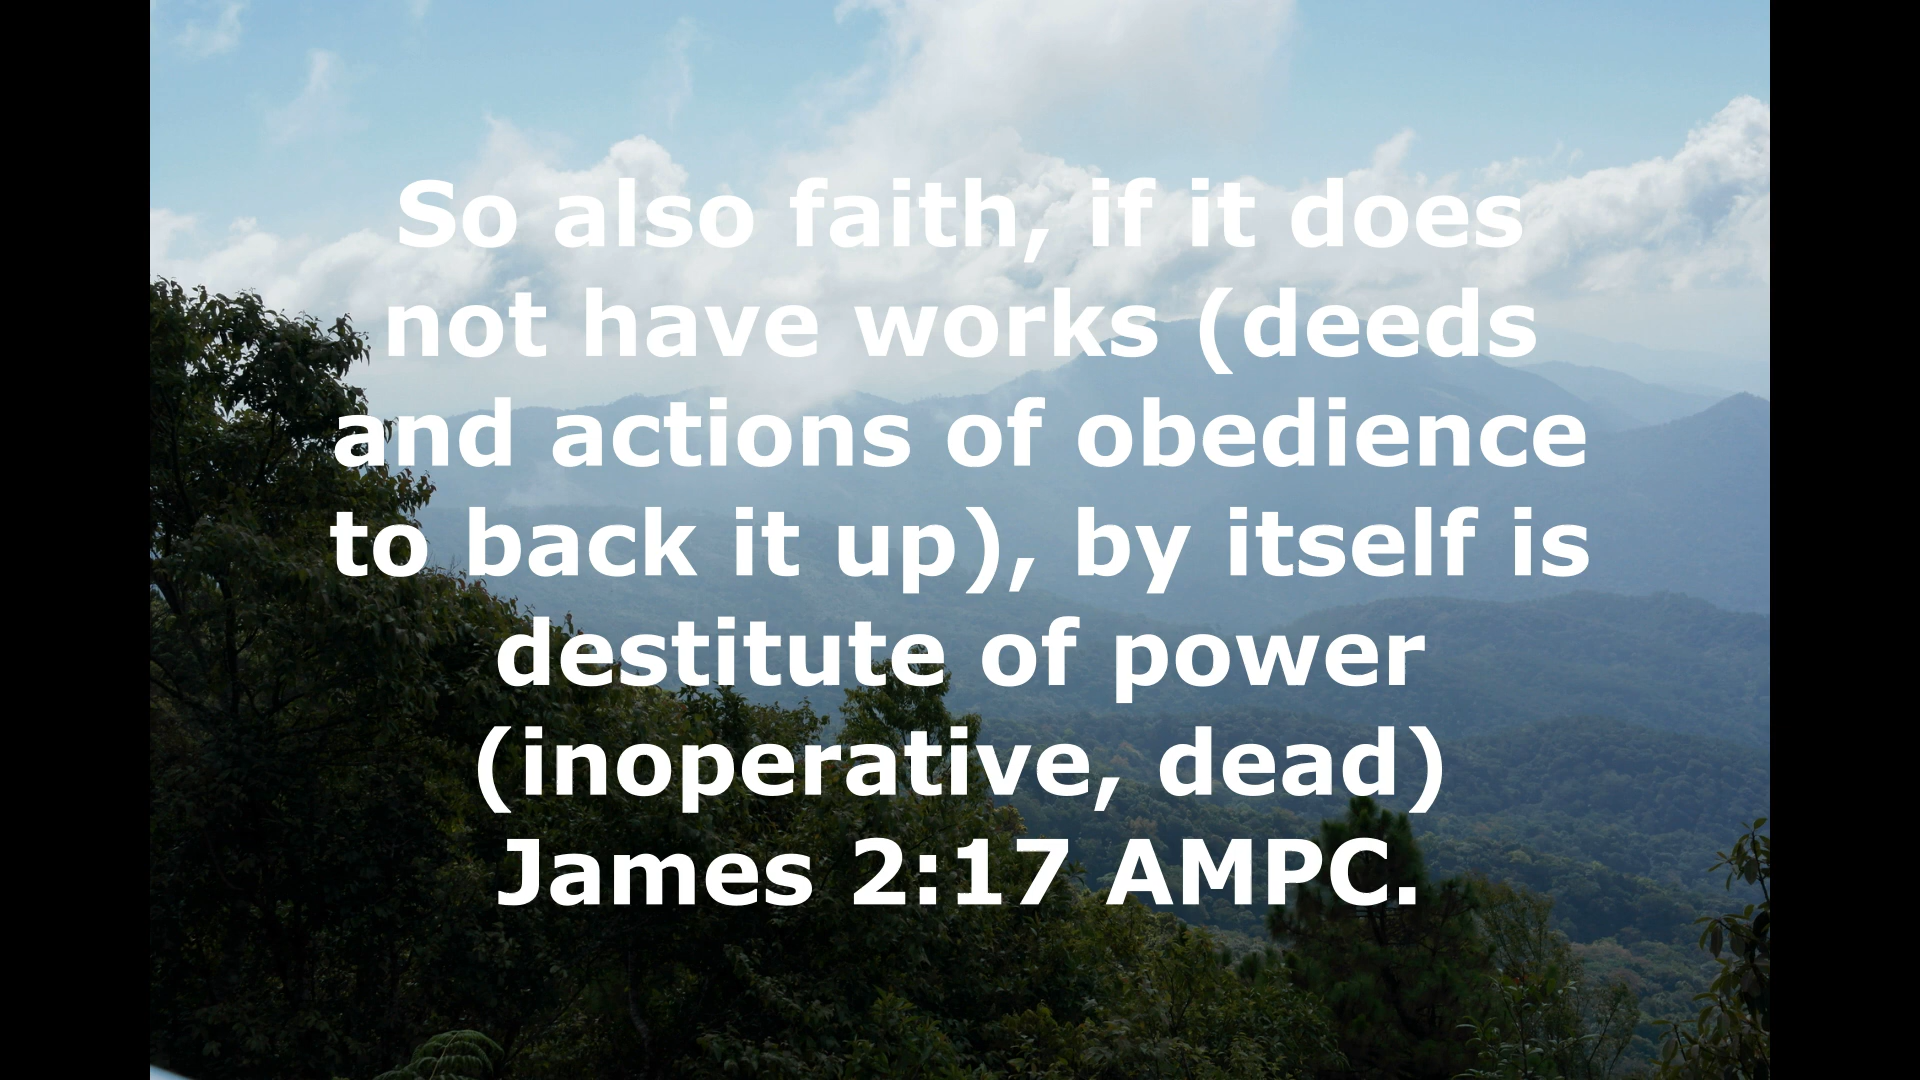 So also faith, if it does
not have works (deeds
and actions of obedience
to back it up), by itself is
destitute of power
(inoperative, dead)
James 2:17 AMPC.